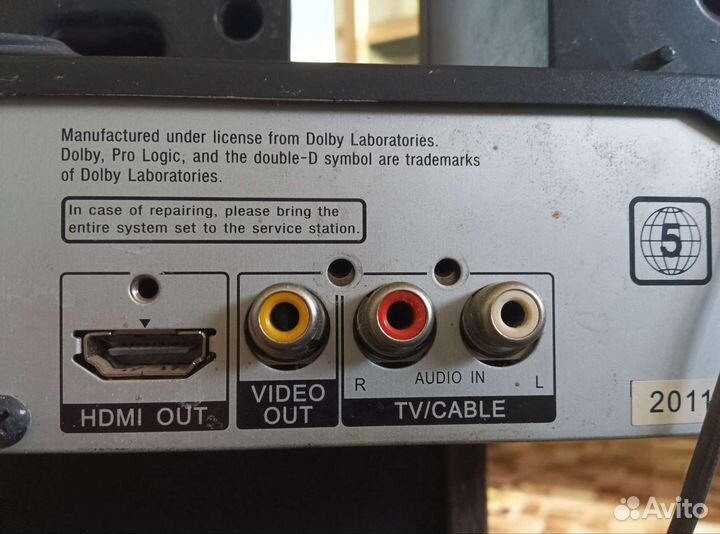 Manufactured under license from Dolby Laboratories.
Dolby, Pro Logic, and the double-D symbol are trademarks
of Dolby Laboratories.
In case of repairing, please bring the
entire system set to the service station.
5
R
AUDIO IN
L
HDMI OUT
VIDEO
OUT
TV/CABLE
2011
Avito